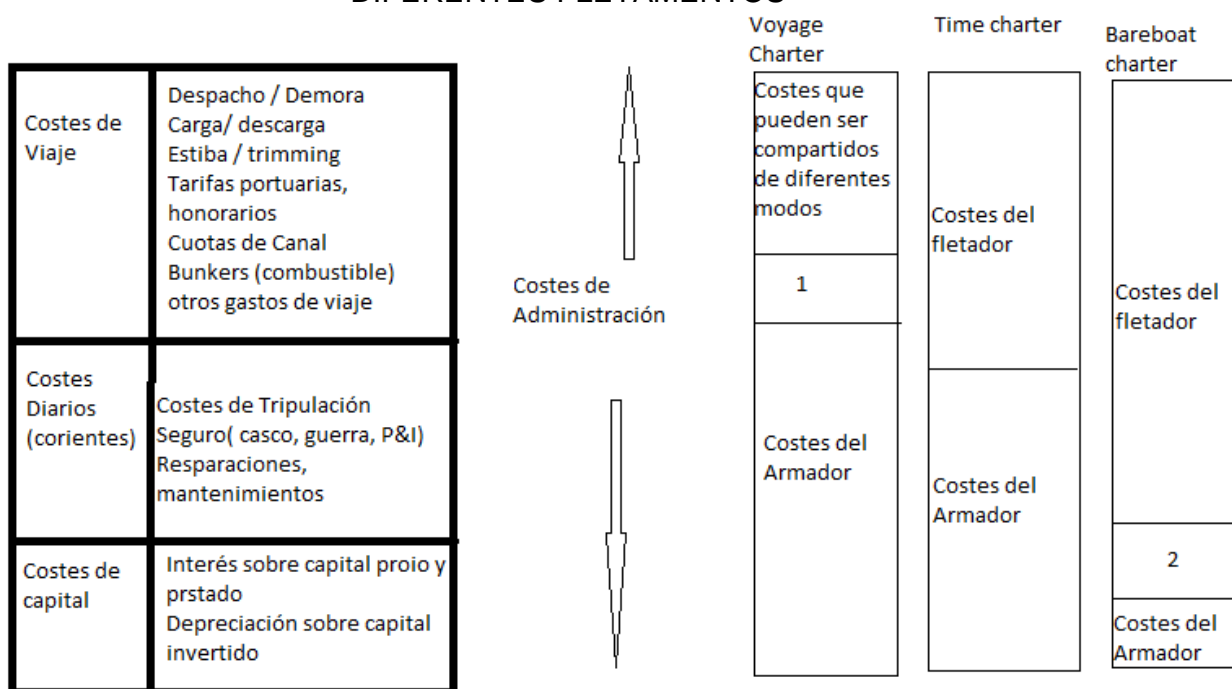 DIFERENTES FLETAMENTOS
Costes de
Viaje
Despacho / Demora
Carga/ descarga
Estiba / trimming
Tarifas portuarias,
honorarios
Cuotas de Canal
Bunkers (combustible)
otros gastos de viaje
Costes
Diarios
(corientes)
Costes de Tripulación
Seguro( casco, guerra, P&I)
Resparaciones,
mantenimientos
Costes de
capital
Interés sobre capital proio y
prstado
Depreciación sobre capital
invertido
Costes de
Administración
Voyage
Charter
Costes que
pueden ser
compartidos
de diferentes
modos
1
Costes del
Armador
Time charter
Costes del
fletador
Costes del
Armador
Bareboat
charter
Costes del
fletador
2
Costes del
Armador